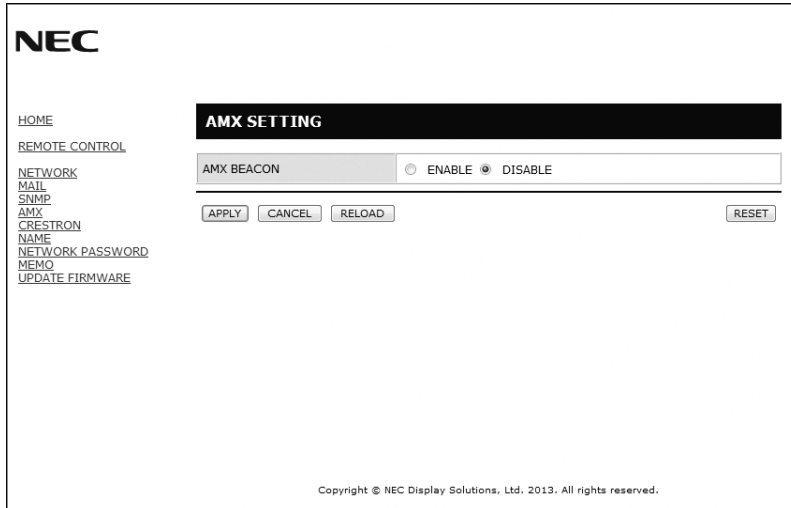 NEC
HOME
REMOTE CONTROL
NETWORK
MAIL
SNMP
AMX
CRESTRON
NAME
NETWORK PASSWORD
MEMO
UPDATE FIRMWARE
AMX SETTING
AMX BEACON ENABLE DISABLE
APPLY CANCEL RELOAD RESET
Copyright © NEC Display Solutions, Ltd. 2013. All rights reserved.